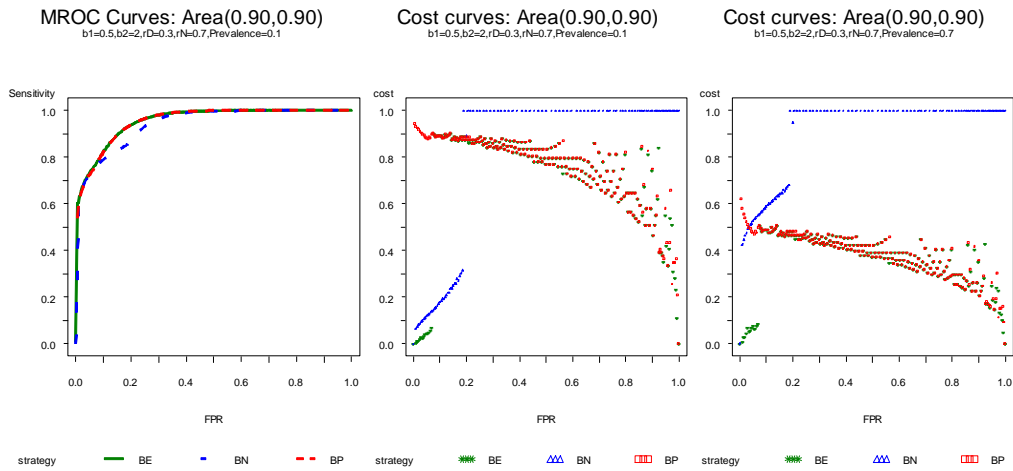 MROC Curves: Area(0.90,0.90)
b1=0.5,b2=2,rD=0.3,rN=0.7,Prevalence=0.1
Sensitivity
1.0
0.8
0.6
0.4
0.2
0.0
0.0 0.2 0.4 0.6 0.8 1.0
FPR
strategy BE BN BP
Cost curves: Area(0.90,0.90)
b1=0.5,b2=2,rD=0.3,rN=0.7,Prevalence=0.1
cost
1.0
0.8
0.6
0.4
0.2
0.0
0.0 0.2 0.4 0.6 0.8 1.0
FPR
strategy BE BN BP
Cost curves: Area(0.90,0.90)
b1=0.5,b2=2,rD=0.3,rN=0.7,Prevalence=0.7
cost
1.0
0.8
0.6
0.4
0.2
0.0
0.0 0.2 0.4 0.6 0.8 1.0
FPR
strategy BE BN BP